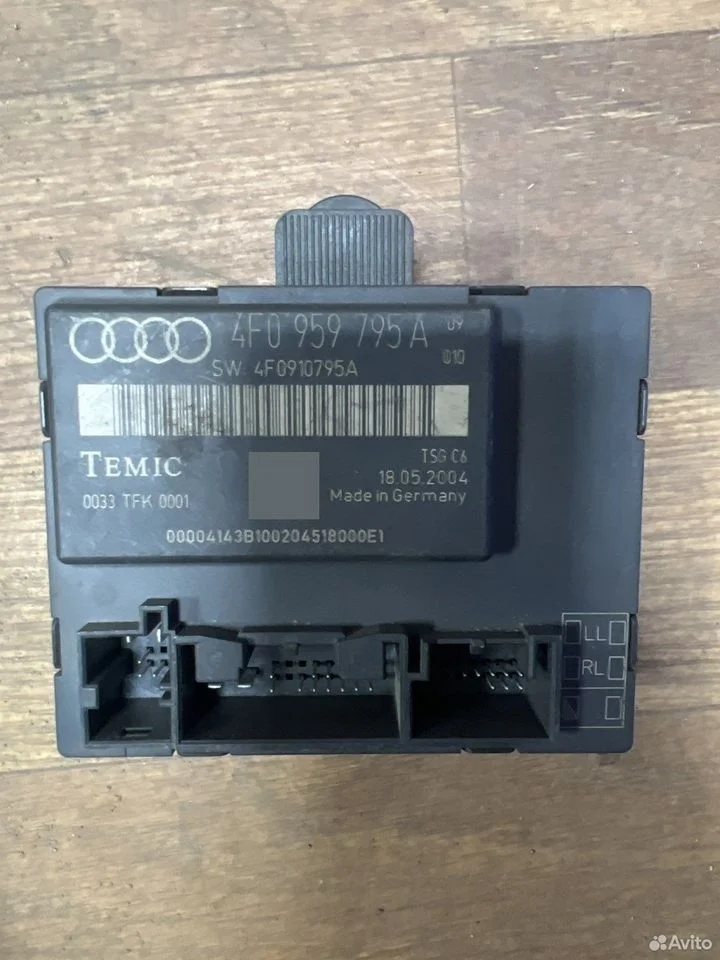 4F0 959 795 A 09
010
SW 4F0910795A
TEMIC
TSG C6
18.05.2004
0033 TFK 0001
Made in Germany
00004143B100204518000E1
LL
RL
Avito